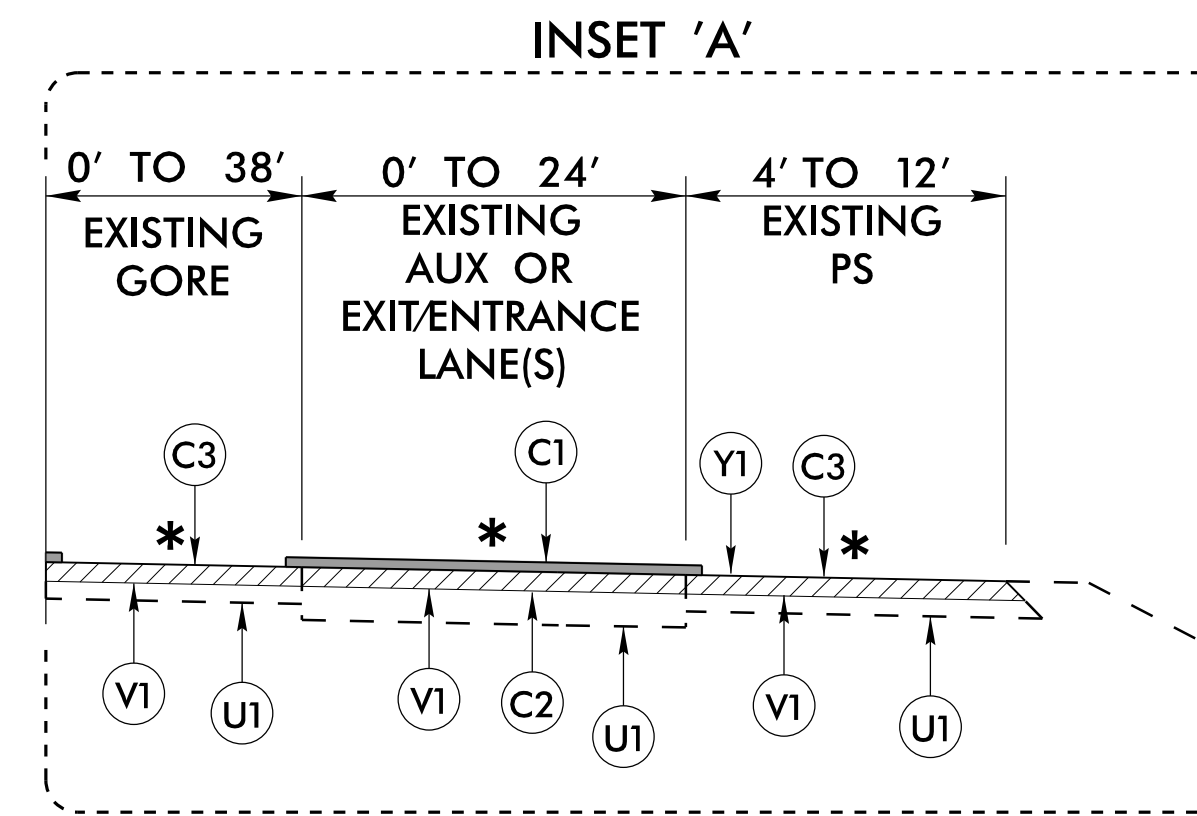 INSET 'A'
0' TO 38'
EXISTING
GORE
0' TO 24'
EXISTING
AUX OR
EXIT/ENTRANCE
LANE(S)
4' TO 12'
EXISTING
PS
C3
C1
Y1
C3
*
*
*
V1
U1
V1
C2
U1
V1
U1